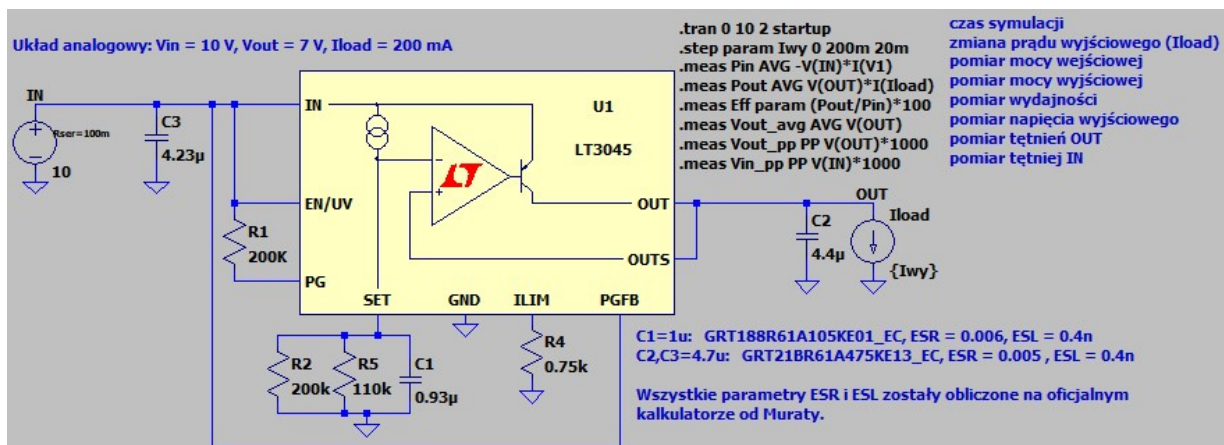 Układ analogowy: Vin = 10 V, Vout = 7 V, Iload = 200 mA
.tran 0 10 2 startup
.step param Iwy 0 200m 20m
.meas Pin AVG -V(IN)*I(V1)
.meas Pout AVG V(OUT)*I(Iload)
.meas Eff param (Pout/Pin)*100
.meas Vout_avg AVG V(OUT)
.meas Vout_pp PP V(OUT)*1000
.meas Vin_pp PP V(IN)*1000
czas symulacji
zmiana prądu wyjściowego (Iload)
pomiar mocy wejściowej
pomiar mocy wyjściowej
pomiar wydajności
pomiar napięcia wyjściowego
pomiar tętnień OUT
pomiar tętniej IN
IN
Rser=100m
10
C3
4.23µ
R1
200K
IN
EN/UV
PG
U1
LT3045
OUT
OUTS
SET
GND
ILIM
PGFB
OUT
C2
4.4µ
Iload
{Iwy}
R2
200k
R5
110k
C1
0.93µ
R4
0.75k
C1=1u: GRT188R61A105KE01_EC, ESR = 0.006, ESL = 0.4n
C2,C3=4.7u: GRT21BR61A475KE13_EC, ESR = 0.005 , ESL = 0.4n
Wszystkie parametry ESR i ESL zostały obliczone na oficjalnym
kalkulatorze od Muraty.